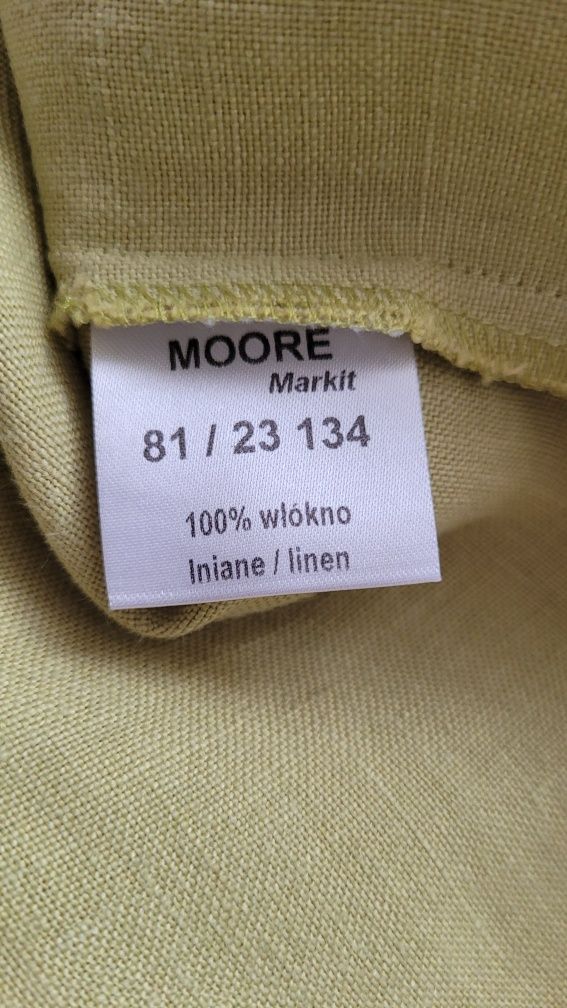 MOORE
Markit
81 / 23 134
100% włókno
lniane / linen